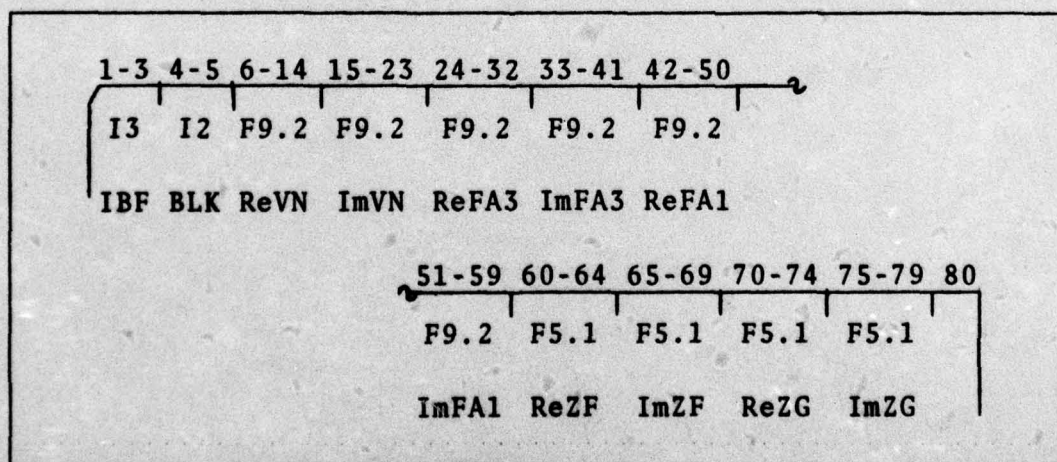 1-3 4-5 6-14 15-23 24-32 33-41 42-50
I3 I2 F9.2 F9.2 F9.2 F9.2 F9.2
IBF BLK ReVN ImVN ReFA3 ImFA3 ReFA1
51-59 60-64 65-69 70-74 75-79 80
F9.2 F5.1 F5.1 F5.1 F5.1
ImFA1 ReZF ImZF ReZG ImZG